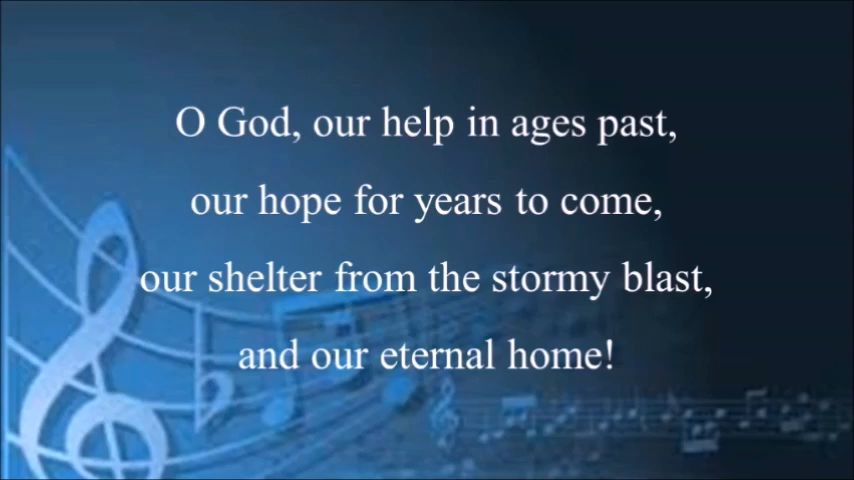 O God, our help in ages past,
our hope for years to come,
our shelter from the stormy blast,
and our eternal home!